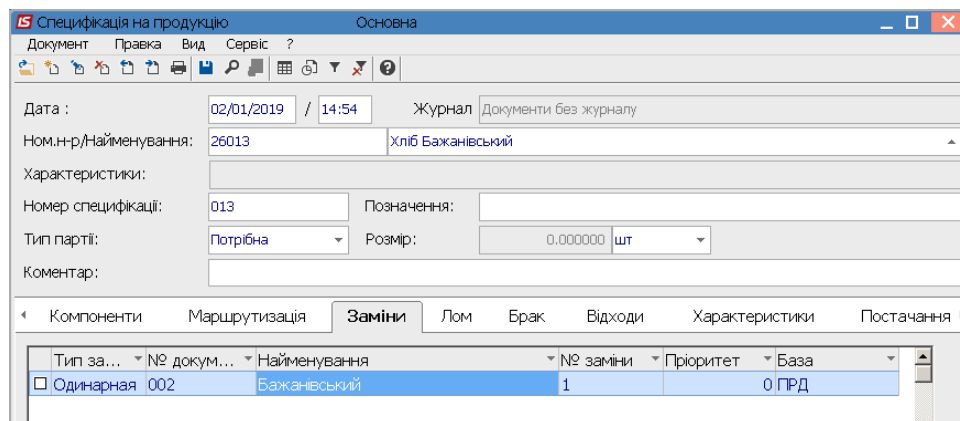 Специфікація на продукцію Основна
Документ Правка Вид Сервіс ?
Дата : 02/01/2019 / 14:54 Журнал Документи без журналу
Ном.н-р/Найменування: 26013 Хліб Бажанівський
Характеристики:
Номер специфікації: 013 Позначення:
Тип партії: Потрібна Розмір: 0.000000 шт
Коментар:
Компоненти Маршрутизація Заміни Лом Брак Відходи Характеристики Постачання
Тип за... № докум... Найменування № заміни Пріоритет База
Одинарная 002 Бажанівський 1 0 ПРД